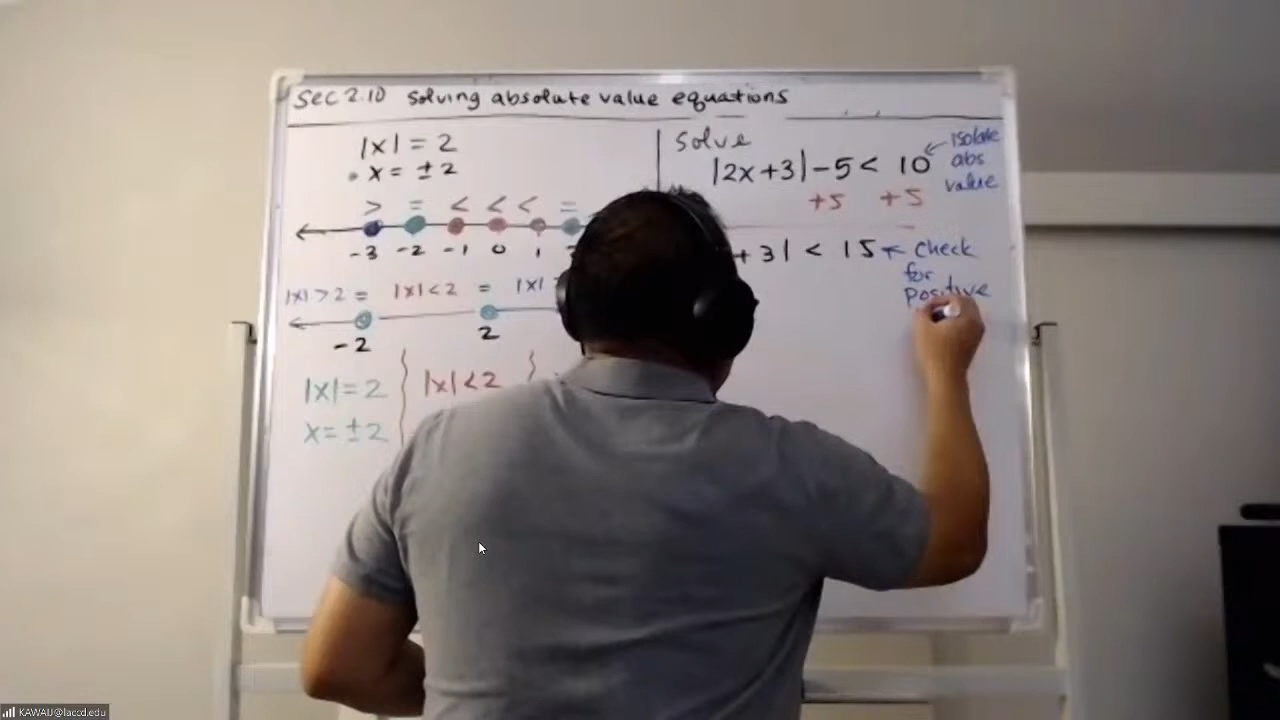 Sec 2.10 Solving absolute value equations
|x| = 2
x = ±2
> = < < < =
-3 -2 -1 0 1
|x| > 2 = |x| < 2 = |x|
-2 2
|x| = 2 |x| < 2
x = ±2
Solve
|2x+3| - 5 < 10
isolate
abs
value
+5 +5
+ 3| < 15
check
for
positive
KAWAIJ@laccd.edu